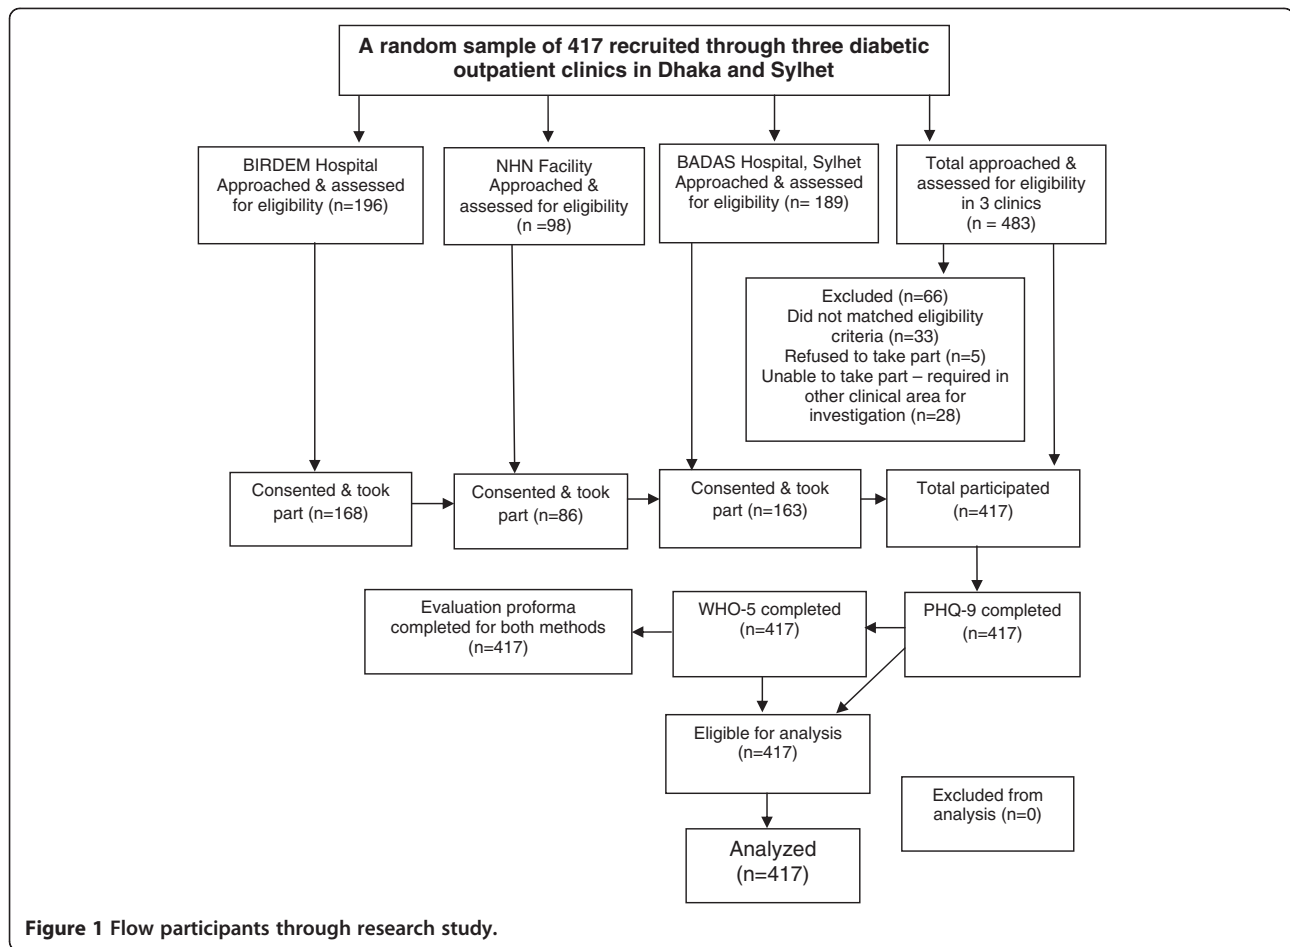 A random sample of 417 recruited through three diabetic
outpatient clinics in Dhaka and Sylhet
BIRDEM Hospital
Approached & assessed
for eligibility (n=196)
NHN Facility
Approached &
assessed for eligibility
(n =98)
BADAS Hospital, Sylhet
Approached & assessed
for eligibility (n= 189)
Total approached &
assessed for eligibility
in 3 clinics
(n = 483)
Excluded (n=66)
Did not matched eligibility
criteria (n=33)
Refused to take part (n=5)
Unable to take part – required in
other clinical area for
investigation (n=28)
Consented & took
part (n=168)
Consented & took
part (n=86)
Consented & took
part (n=163)
Total participated
(n=417)
Evaluation proforma
completed for both methods
(n=417)
WHO-5 completed
(n=417)
PHQ-9 completed
(n=417)
Eligible for analysis
(n=417)
Excluded from
analysis (n=0)
Analyzed
(n=417)
Figure 1 Flow participants through research study.